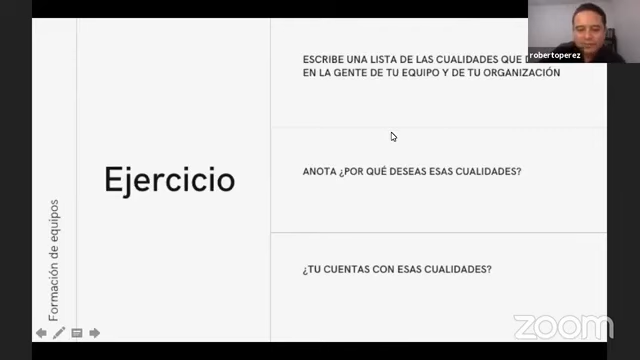 robertoperez
ESCRIBE UNA LISTA DE LAS CUALIDADES QUE
EN LA GENTE DE TU EQUIPO Y DE TU ORGANIZACIÓN
Ejercicio
ANOTA ¿POR QUÉ DESEAS ESAS CUALIDADES?
¿TU CUENTAS CON ESAS CUALIDADES?
Formación de equipos
zoom